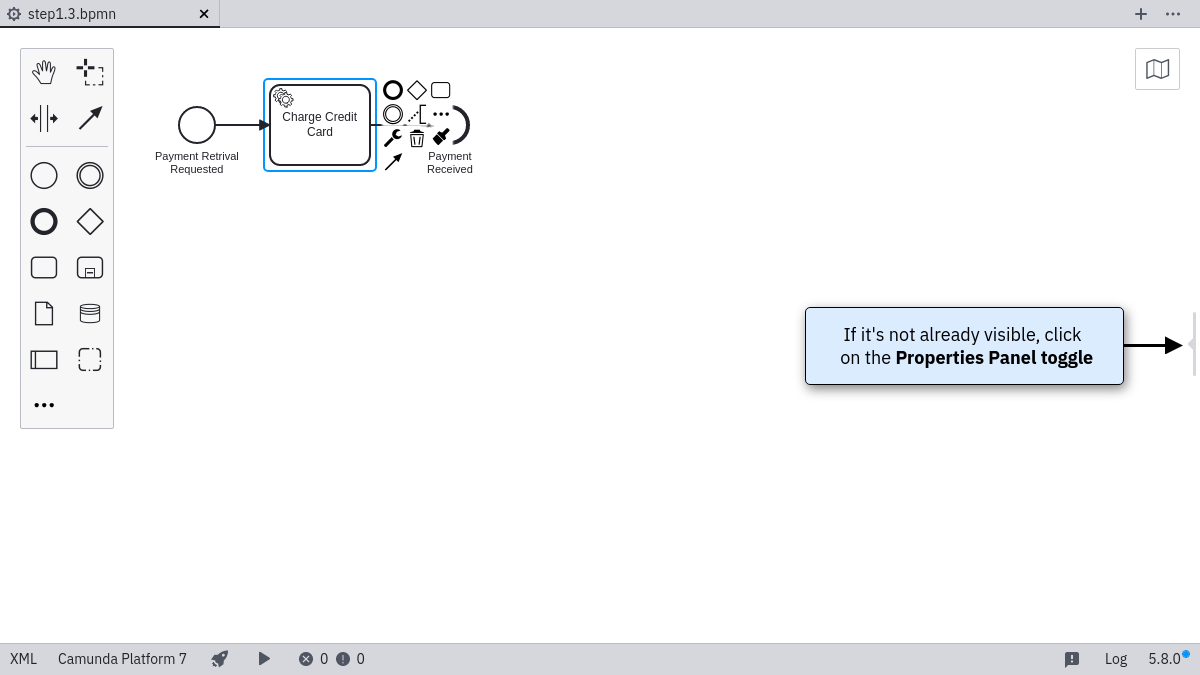 step1.3.bpmn
Charge Credit
Card
Payment Retrival
Requested
Payment
Received
If it's not already visible, click
on the Properties Panel toggle
XML Camunda Platform 7 0 0 Log 5.8.0